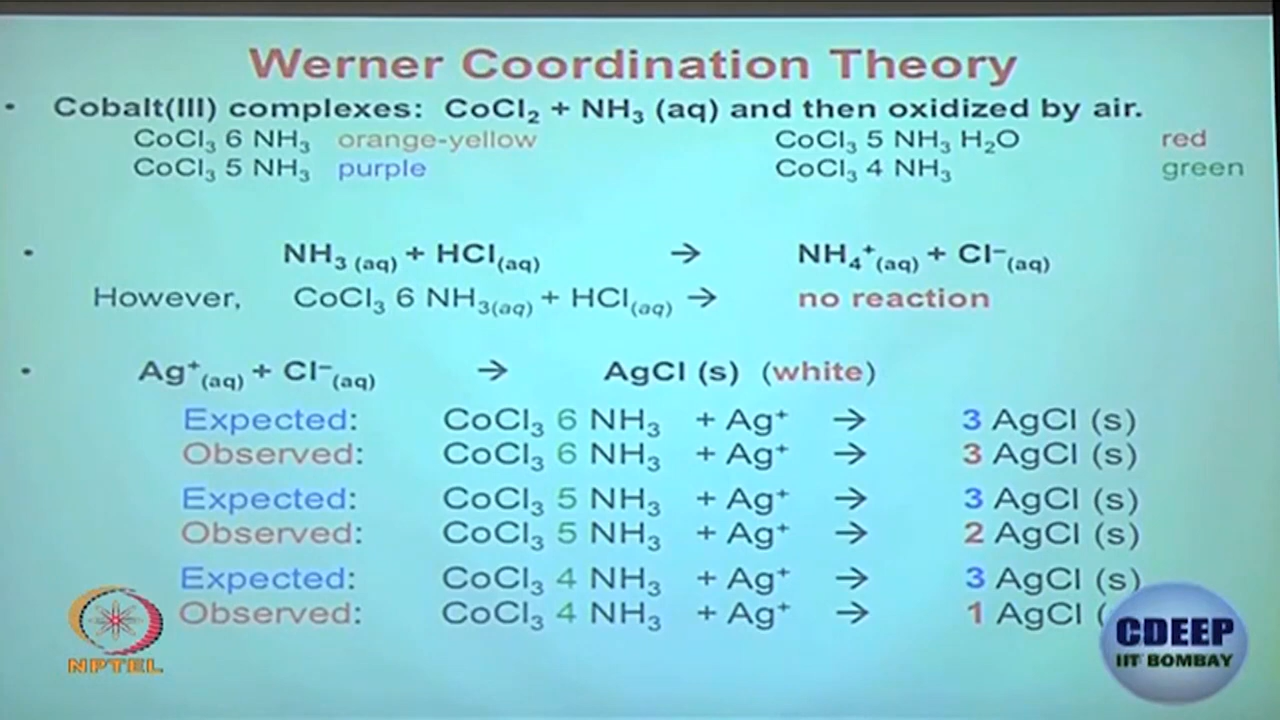 Werner Coordination Theory
• Cobalt(III) complexes: CoCl₂ + NH₃ (aq) and then oxidized by air.
CoCl₃ 6 NH₃ orange-yellow CoCl₃ 5 NH₃ H₂O red
CoCl₃ 5 NH₃ purple CoCl₃ 4 NH₃ green
• NH₃ (aq) + HCl(aq) → NH₄⁺(aq) + Cl⁻(aq)
However, CoCl₃ 6 NH₃(aq) + HCl(aq) → no reaction
• Ag⁺(aq) + Cl⁻(aq) → AgCl (s) (white)
Expected: CoCl₃ 6 NH₃ + Ag⁺ → 3 AgCl (s)
Observed: CoCl₃ 6 NH₃ + Ag⁺ → 3 AgCl (s)
Expected: CoCl₃ 5 NH₃ + Ag⁺ → 3 AgCl (s)
Observed: CoCl₃ 5 NH₃ + Ag⁺ → 2 AgCl (s)
Expected: CoCl₃ 4 NH₃ + Ag⁺ → 3 AgCl (s)
Observed: CoCl₃ 4 NH₃ + Ag⁺ → 1 AgCl (
NPTEL
CDEEP
IIT BOMBAY